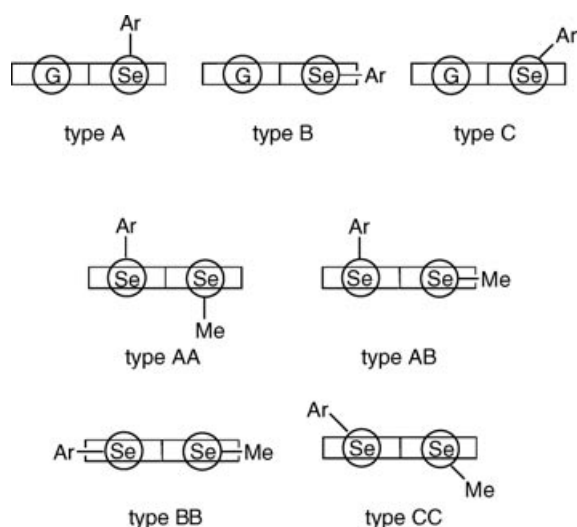 Ar
G Se
type A
G Se Ar
type B
Ar
G Se
type C
Ar
Se Se
Me
type AA
Ar
Se Se Me
type AB
Ar Se Se Me
type BB
Ar
Se Se
Me
type CC